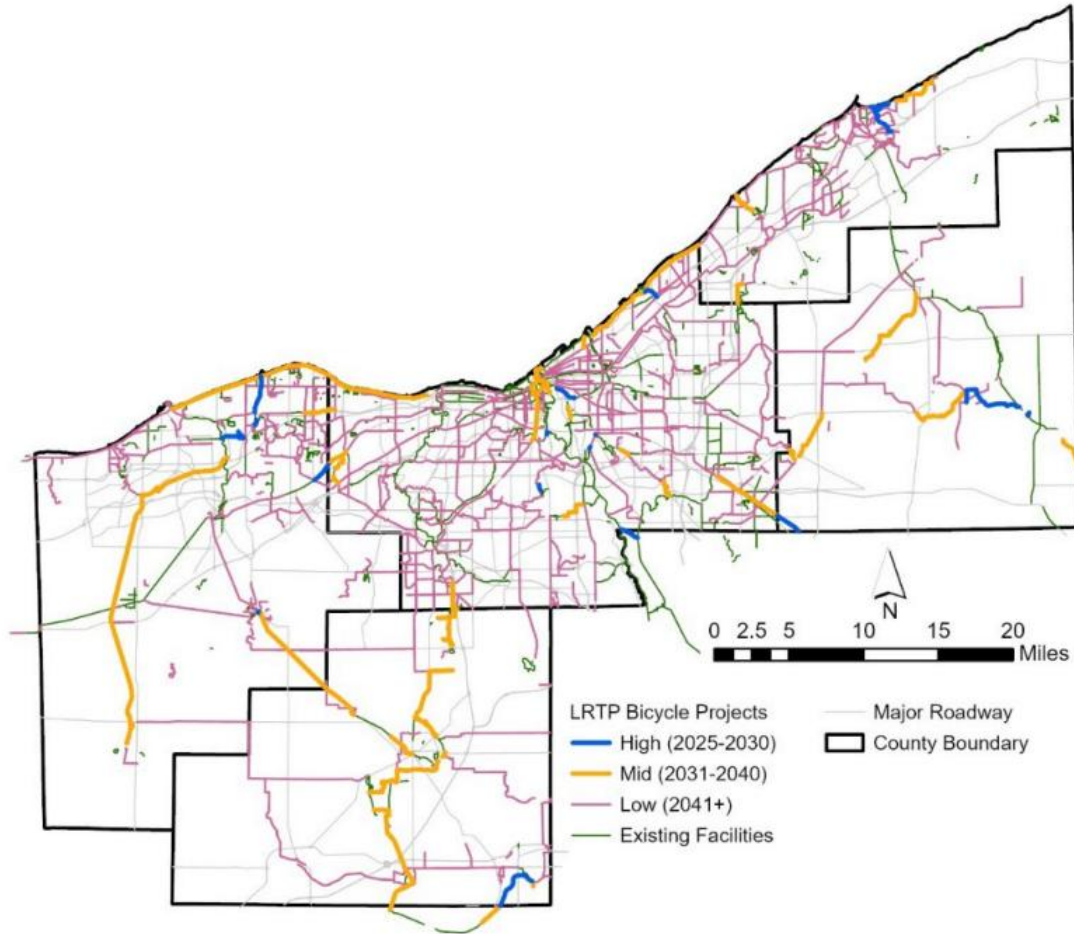 N
0 2.5 5 10 15 20
Miles
LRTP Bicycle Projects
High (2025-2030)
Mid (2031-2040)
Low (2041+)
Existing Facilities
Major Roadway
County Boundary